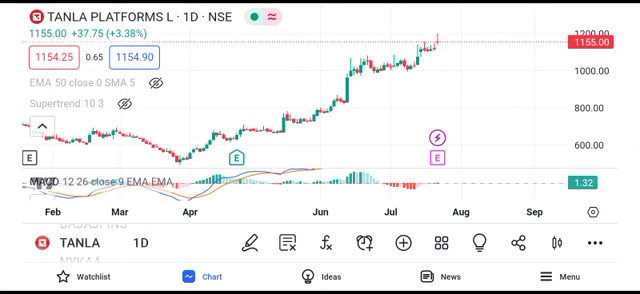 TANLA PLATFORMS L · 1D · NSE
1155.00 +37.75 (+3.38%)
1154.25 0.65 1154.90
EMA 50 close 0 SMA 5
Supertrend 10 3
1200.00
1155.00
1000.00
800.00
600.00
E E E
MACD 12 26 close 9 EMA EMA
1.32
Feb Mar Apr Jun Jul Aug Sep
TANLA 1D
Watchlist Chart Ideas News Menu